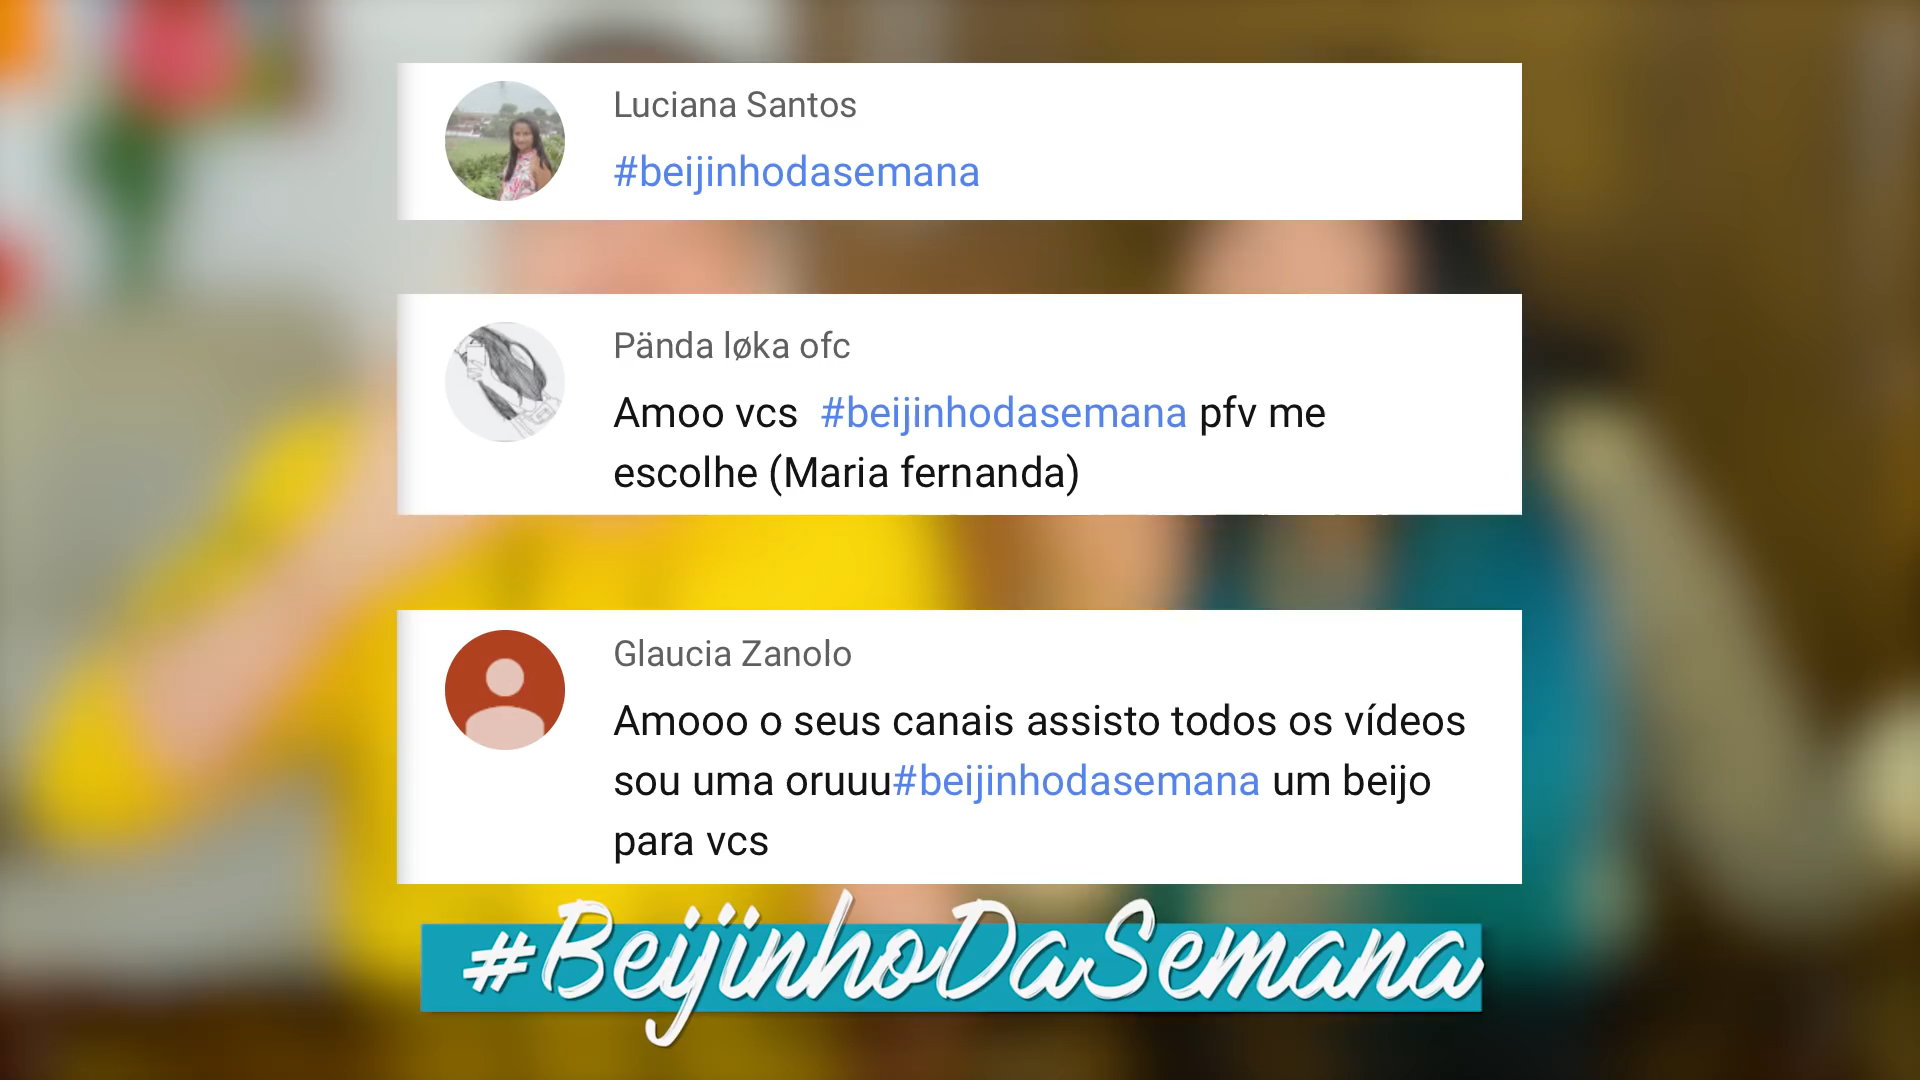 Luciana Santos
#beijinhodasemana
Pända løka ofc
Amoo vcs #beijinhodasemana pfv me
escolhe (Maria fernanda)
Glaucia Zanolo
Amooo o seus canais assisto todos os vídeos
sou uma oruuu#beijinhodasemana um beijo
para vcs
#BeijinhoDaSemana